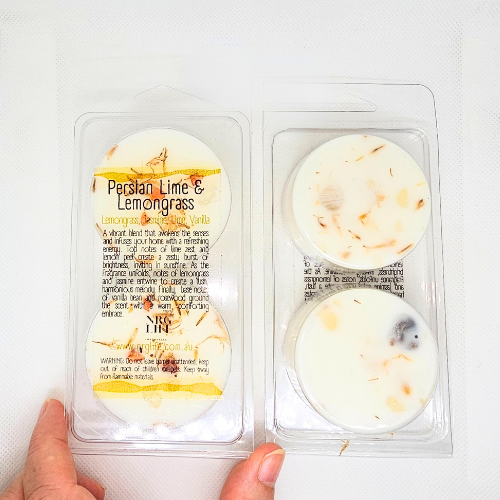 Persian Lime &
Lemongrass
Lemongrass, Jasmine, Lime, Vanilla
A vibrant blend that awakens the senses
and infuses your home with a refreshing
energy. Top notes of lime zest and
lemon peel create a zesty burst of
brightness, inviting in sunshine. As the
fragrance unfolds, notes of lemongrass
and jasmine entwine to create a lush,
harmonious melody. Finally, base notes
of vanilla bean and rosewood ground
the scent with a warm, comforting
embrace.
NRG
LIFE
www.nrglife.com.au
WARNING: Do not leave burner unattended, keep
out of reach of children or pets. Keep away
from flammable materials.